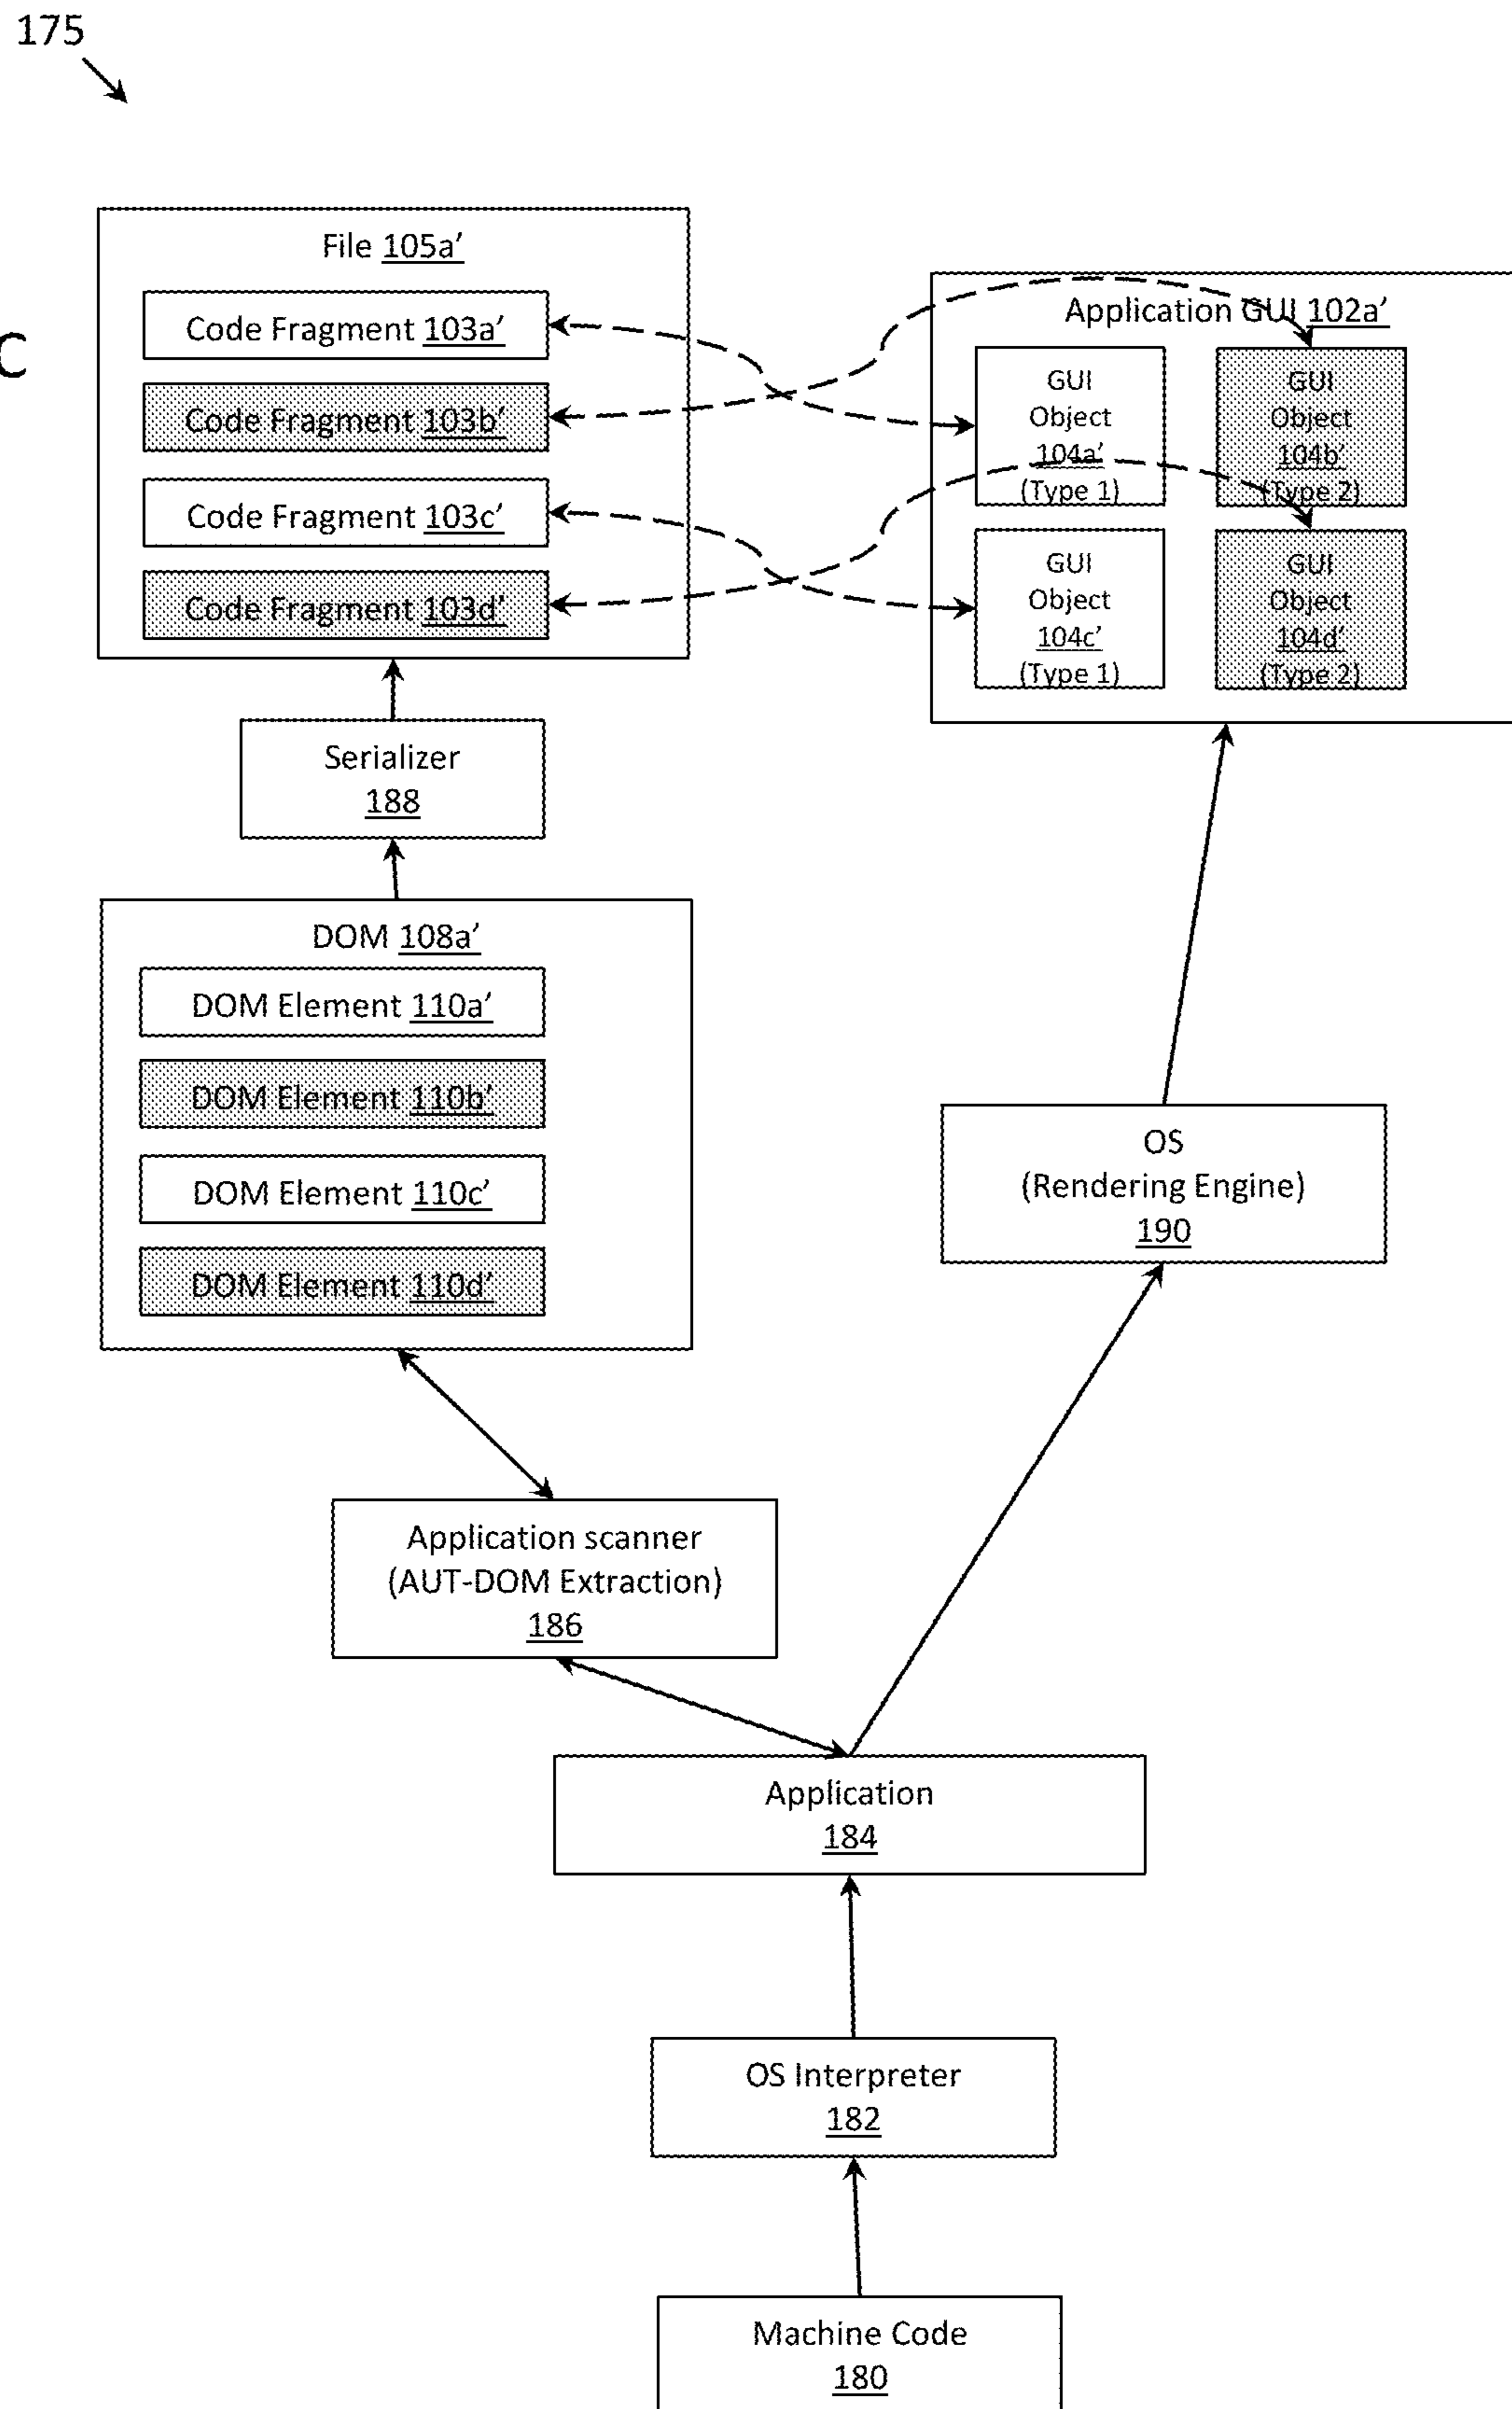 175
C
File 105a’
Code Fragment 103a’
Code Fragment 103b’
Code Fragment 103c’
Code Fragment 103d’
Application GUI 102a’
GUI
Object
104a’
(Type 1)
GUI
Object
104b’
(Type 2)
GUI
Object
104c’
(Type 1)
GUI
Object
104d’
(Type 2)
Serializer
188
DOM 108a’
DOM Element 110a’
DOM Element 110b’
DOM Element 110c’
DOM Element 110d’
OS
(Rendering Engine)
190
Application scanner
(AUT-DOM Extraction)
186
Application
184
OS Interpreter
182
Machine Code
180